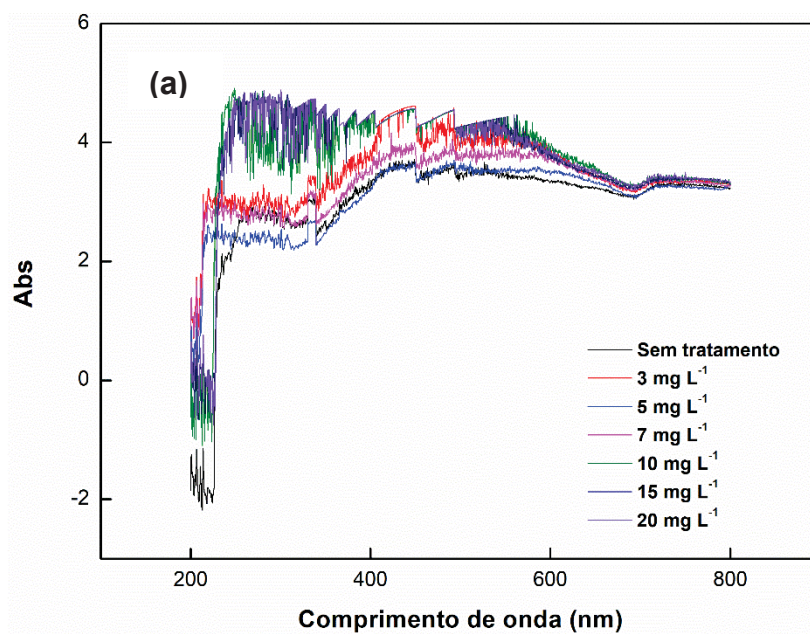 (a)
6
4
2
0
-2
Abs
200 400 600 800
Comprimento de onda (nm)
Sem tratamento
3 mg L⁻¹
5 mg L⁻¹
7 mg L⁻¹
10 mg L⁻¹
15 mg L⁻¹
20 mg L⁻¹